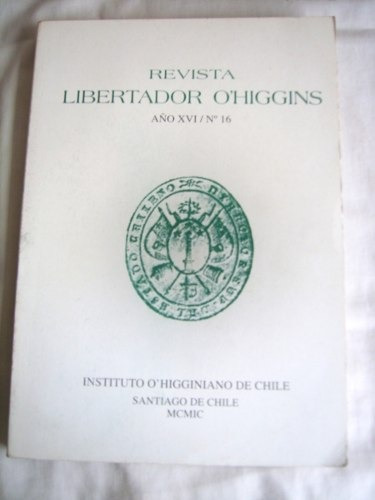 REVISTA
LIBERTADOR O'HIGGINS
AÑO XVI / Nº 16
INSTITUTO O'HIGGINIANO DE CHILE
SANTIAGO DE CHILE
MCMIC